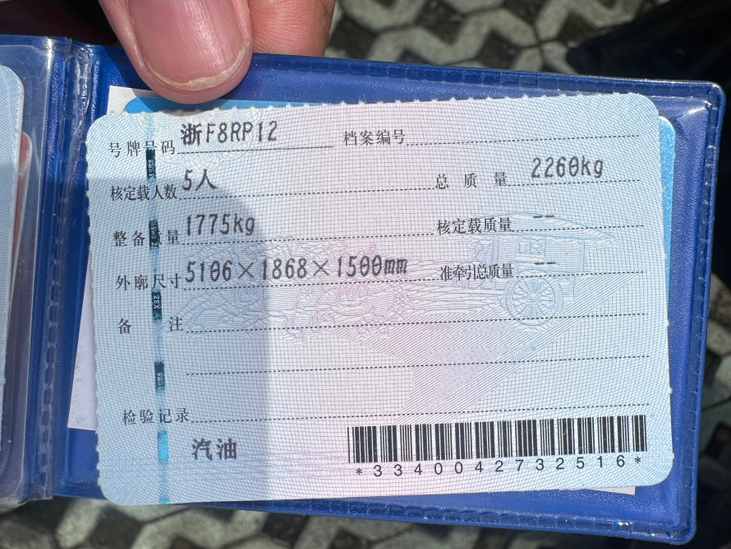 号牌号码 浙F8RP12 档案编号
核定载人数 5人 总质量 2260kg
整备质量 1775kg 核定载质量 --
外廓尺寸 5106×1868×1500mm 准牵引总质量 --
备注
检验记录
汽油
*3340042732516*